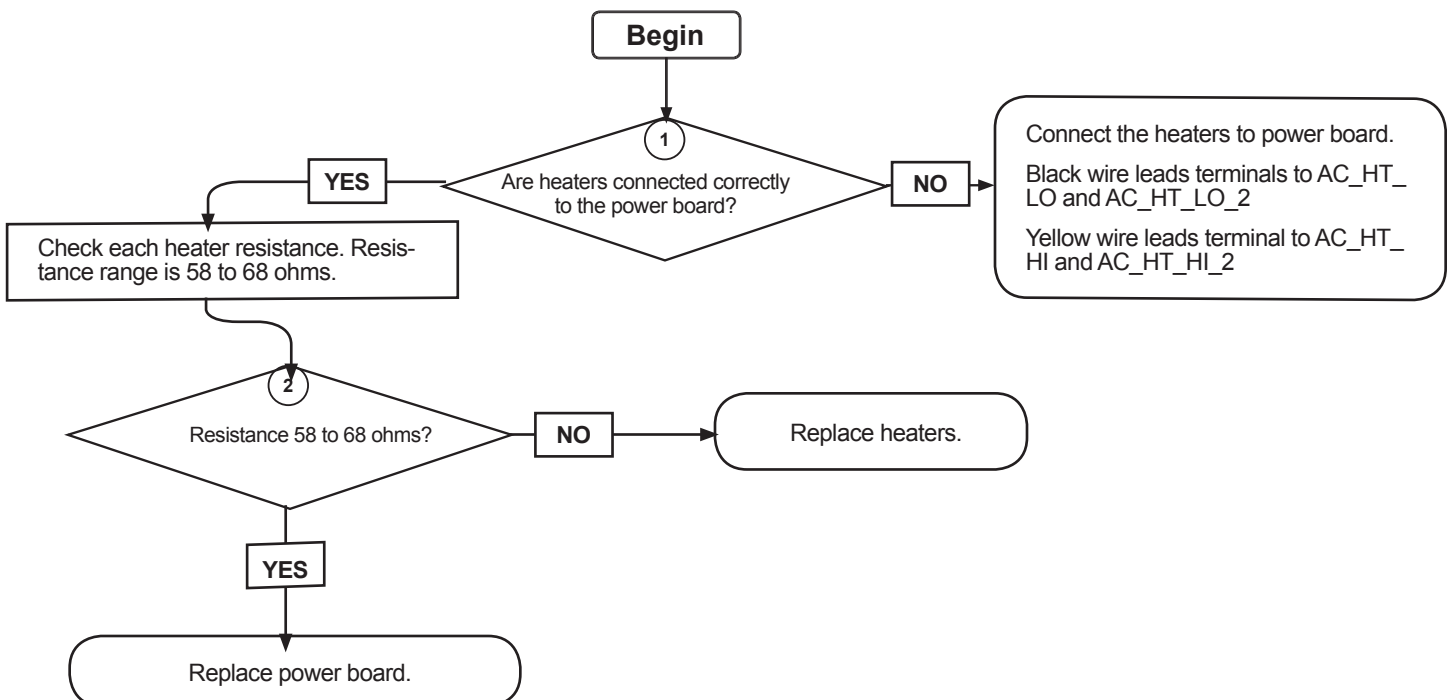 Begin
1
Are heaters connected correctly
to the power board?
YES
NO
Connect the heaters to power board.
Black wire leads terminals to AC_HT_
LO and AC_HT_LO_2
Yellow wire leads terminal to AC_HT_
HI and AC_HT_HI_2
Check each heater resistance. Resis-
tance range is 58 to 68 ohms.
2
Resistance 58 to 68 ohms?
NO
Replace heaters.
YES
Replace power board.